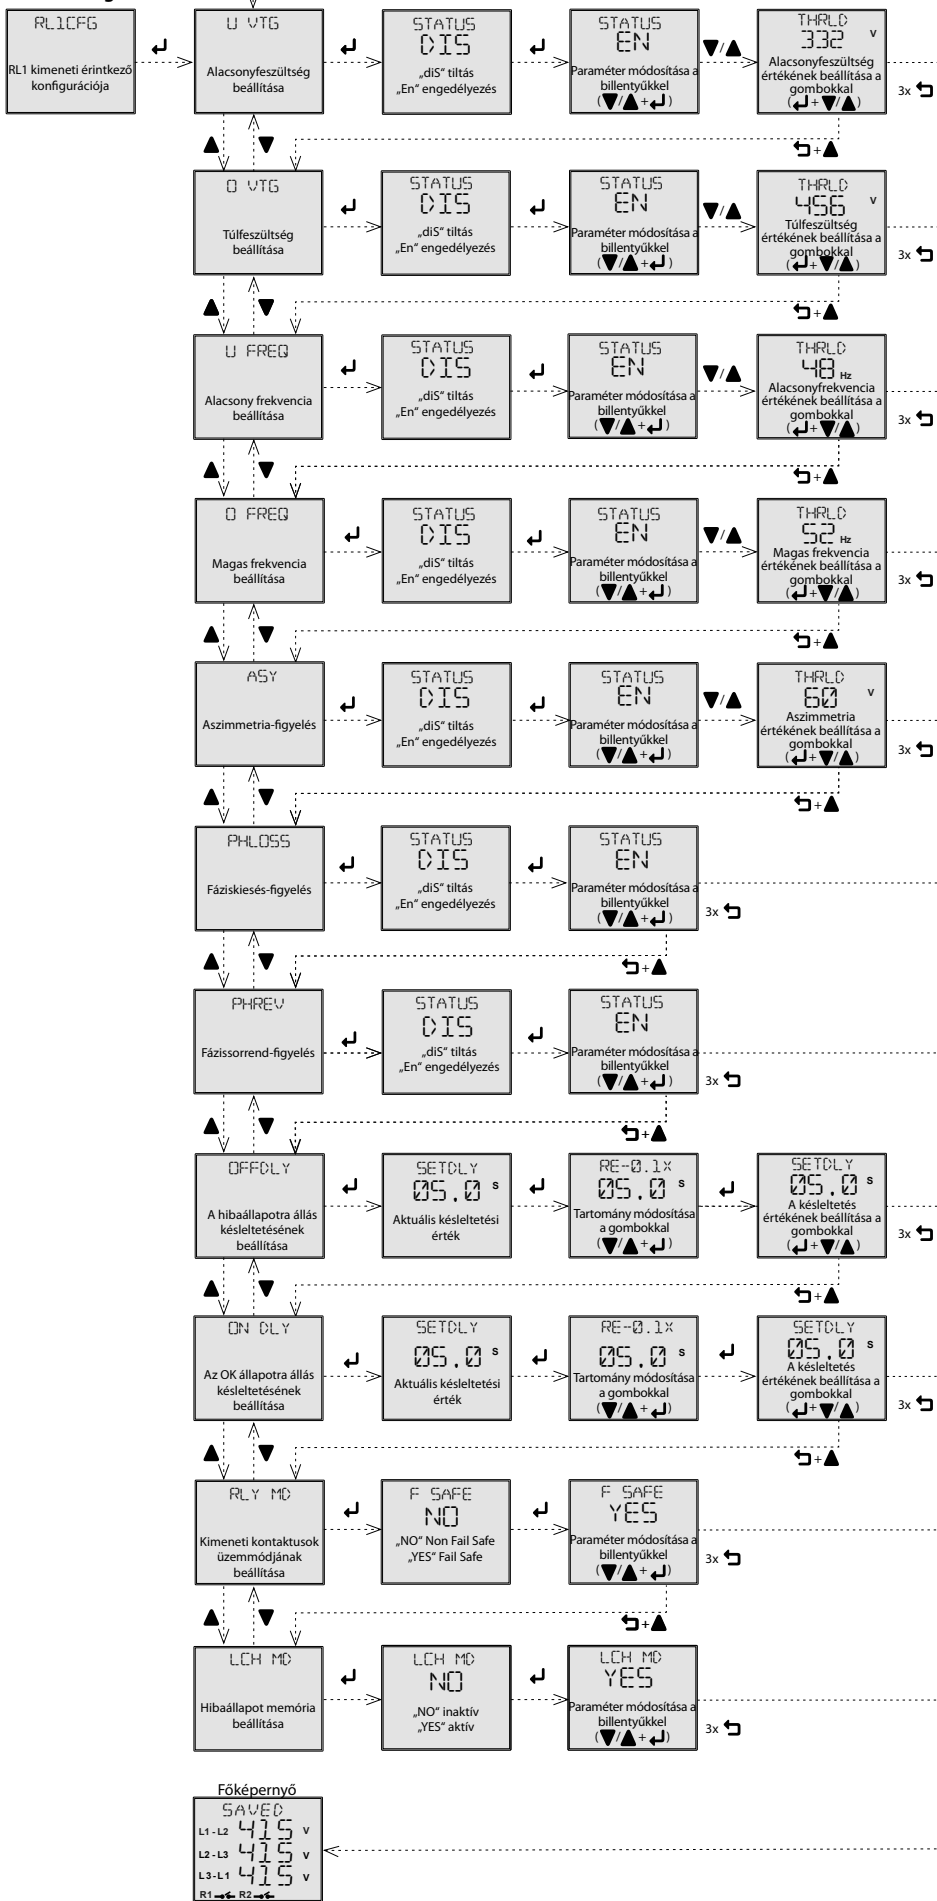 RL1CFG
RL1 kimeneti érintkező
konfigurációja
U VTG
Alacsonyfeszültség
beállítása
STATUS
DIS
„diS“ tiltás
„En“ engedélyezés
STATUS
EN
Paraméter módosítása a
billentyűkkel
(▼/▲+↵)
▼/▲
THRLD
332 V
Alacsonyfeszültség
értékének beállítása a
gombokkal
(↵+▼/▲)
3x ⮌
⮌+▲
O VTG
Túlfeszültség
beállítása
STATUS
DIS
„diS“ tiltás
„En“ engedélyezés
STATUS
EN
Paraméter módosítása a
billentyűkkel
(▼/▲+↵)
▼/▲
THRLD
456 V
Túlfeszültség
értékének beállítása a
gombokkal
(↵+▼/▲)
3x ⮌
⮌+▲
U FREQ
Alacsony frekvencia
beállítása
STATUS
DIS
„diS“ tiltás
„En“ engedélyezés
STATUS
EN
Paraméter módosítása a
billentyűkkel
(▼/▲+↵)
▼/▲
THRLD
48 Hz
Alacsonyfrekvencia
értékének beállítása a
gombokkal
(↵+▼/▲)
3x ⮌
⮌+▲
O FREQ
Magas frekvencia
beállítása
STATUS
DIS
„diS“ tiltás
„En“ engedélyezés
STATUS
EN
Paraméter módosítása a
billentyűkkel
(▼/▲+↵)
▼/▲
THRLD
52 Hz
Magas frekvencia
értékének beállítása a
gombokkal
(↵+▼/▲)
3x ⮌
⮌+▲
ASY
Aszimmetria-figyelés
STATUS
DIS
„diS“ tiltás
„En“ engedélyezés
STATUS
EN
Paraméter módosítása a
billentyűkkel
(▼/▲+↵)
▼/▲
THRLD
60 V
Aszimmetria
értékének beállítása a
gombokkal
(↵+▼/▲)
3x ⮌
⮌+▲
PHLOSS
Fáziskiesés-figyelés
STATUS
DIS
„diS“ tiltás
„En“ engedélyezés
STATUS
EN
Paraméter módosítása a
billentyűkkel
(▼/▲+↵)
3x ⮌
⮌+▲
PHREV
Fázissorrend-figyelés
STATUS
DIS
„diS“ tiltás
„En“ engedélyezés
STATUS
EN
Paraméter módosítása a
billentyűkkel
(▼/▲+↵)
3x ⮌
⮌+▲
OFFDLY
A hibaállapotra állás
késleltetésének
beállítása
SETDLY
05.0 s
Aktuális késleltetési
érték
RE-0.1X
05.0 s
Tartomány módosítása
a gombokkal
(▼/▲+↵)
SETDLY
05.0 s
A késleltetés
értékének beállítása a
gombokkal
(↵+▼/▲)
3x ⮌
⮌+▲
ON DLY
Az OK állapotra állás
késleltetésének
beállítása
SETDLY
05.0 s
Aktuális késleltetési
érték
RE-0.1X
05.0 s
Tartomány módosítása
a gombokkal
(▼/▲+↵)
SETDLY
05.0 s
A késleltetés
értékének beállítása a
gombokkal
(↵+▼/▲)
3x ⮌
⮌+▲
RLY MD
Kimeneti kontaktusok
üzemmódjának
beállítása
F SAFE
NO
„NO“ Non Fail Safe
„YES“ Fail Safe
F SAFE
YES
Paraméter módosítása a
billentyűkkel
(▼/▲+↵)
3x ⮌
⮌+▲
LCH MD
Hibaállapot memória
beállítása
LCH MD
NO
„NO“ inaktív
„YES“ aktív
LCH MD
YES
Paraméter módosítása a
billentyűkkel
(▼/▲+↵)
3x ⮌
Főképernyő
SAVED
L1-L2 415 V
L2-L3 415 V
L3-L1 415 V
R1 R2